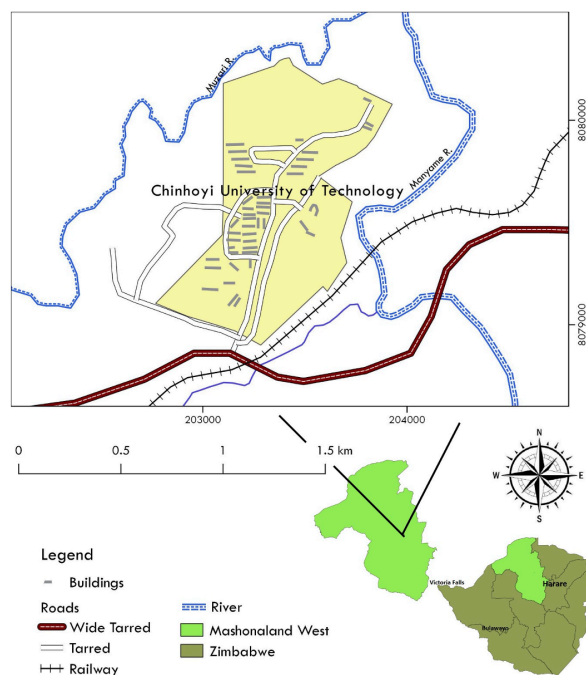 Muzari R.
8080000
Chinhoyi University of Technology
Manyame R.
8079000
203000
204000
0
0.5
1
1.5 km
N
W
E
S
Legend
Buildings
Roads
Wide Tarred
Tarred
Railway
River
Mashonaland West
Zimbabwe
Victoria Falls
Harare
Bulawayo